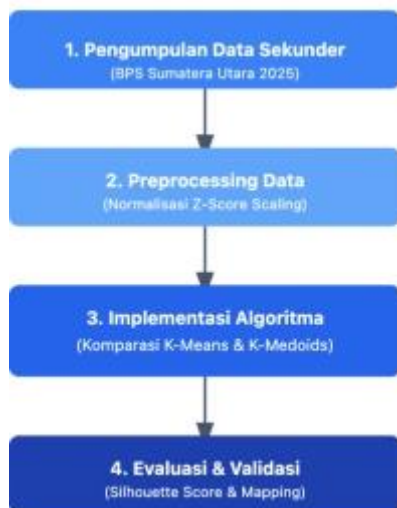 1. Pengumpulan Data Sekunder
(BPS Sumatera Utara 2025)
2. Preprocessing Data
(Normalisasi Z-Score Scaling)
3. Implementasi Algoritma
(Komparasi K-Means & K-Medoids)
4. Evaluasi & Validasi
(Silhouette Score & Mapping)